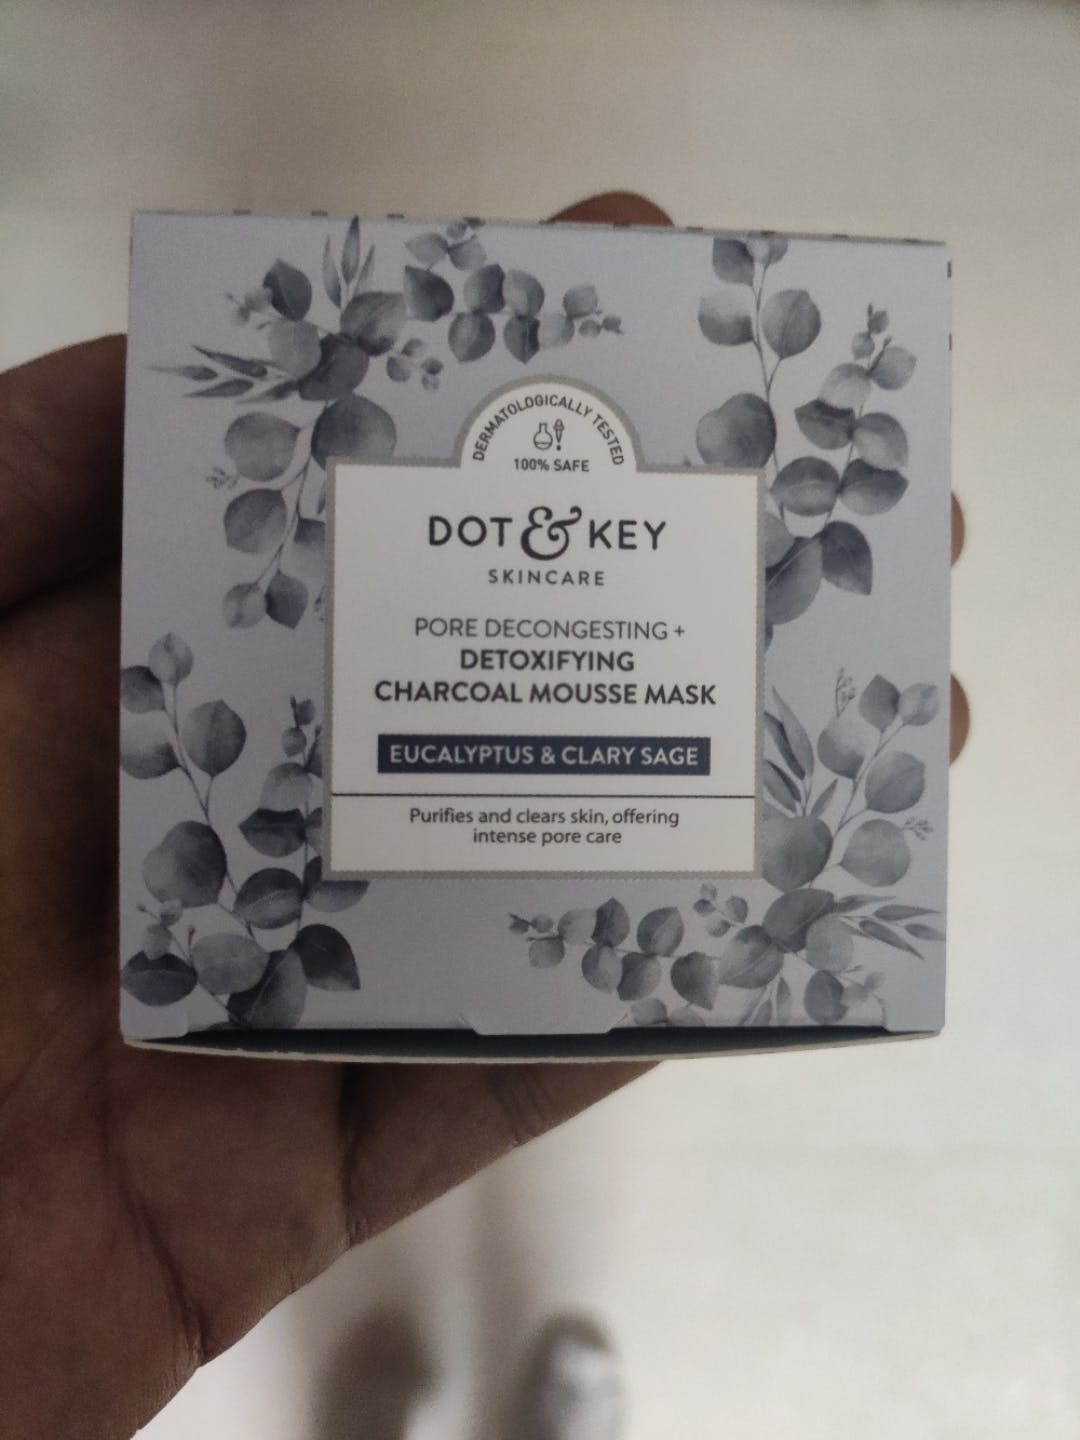 DERMATOLOGICALLY TESTED
100% SAFE
DOT & KEY
SKINCARE
PORE DECONGESTING +
DETOXIFYING
CHARCOAL MOUSSE MASK
EUCALYPTUS & CLARY SAGE
Purifies and clears skin, offering
intense pore care